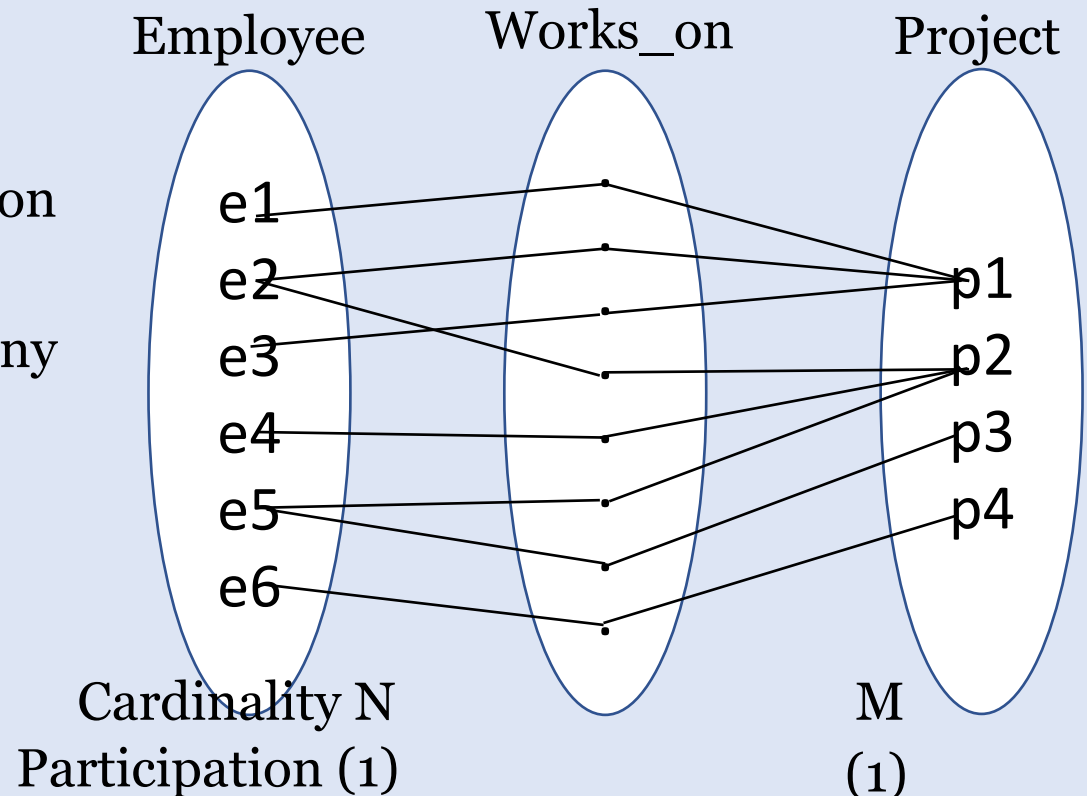 Employee Works_on Project
on
ny
e1
e2
e3
e4
e5
e6
p1
p2
p3
p4
Cardinality N M
Participation (1) (1)